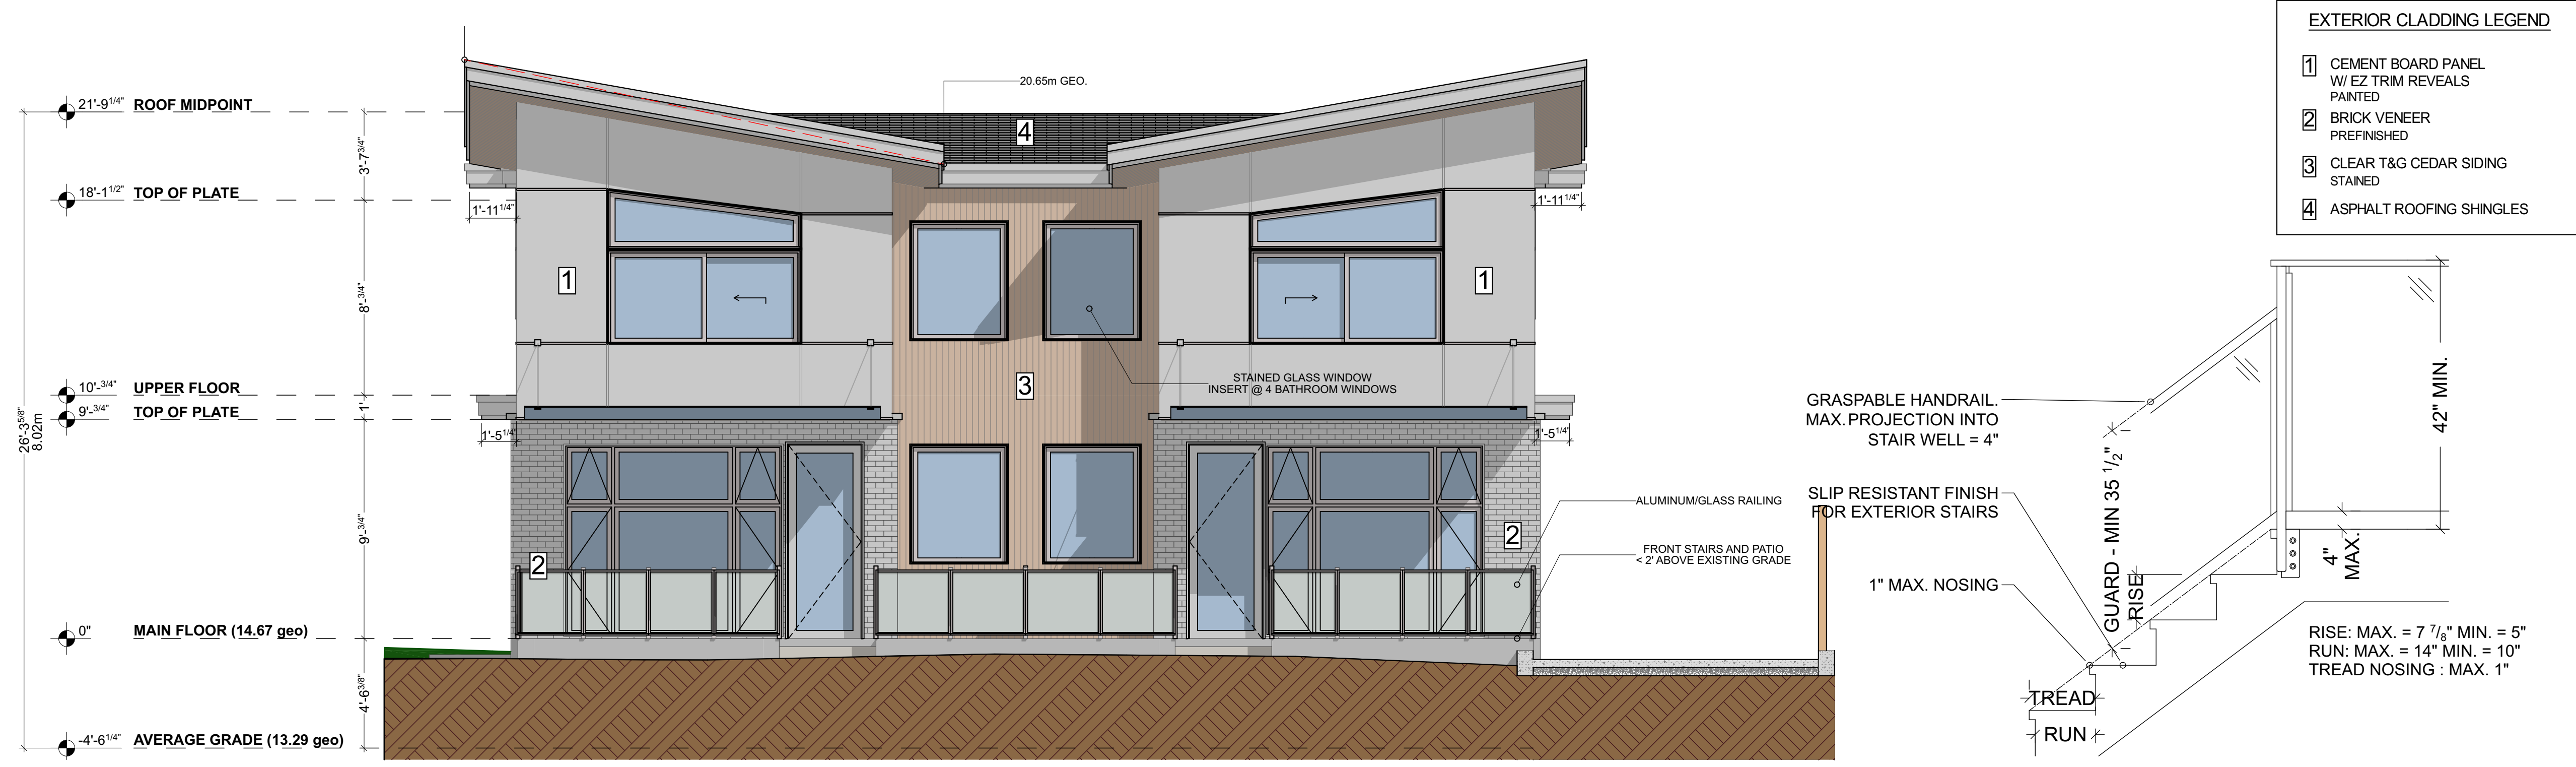 EXTERIOR CLADDING LEGEND
1 CEMENT BOARD PANEL
W/ EZ TRIM REVEALS
PAINTED
2 BRICK VENEER
PREFINISHED
3 CLEAR T&G CEDAR SIDING
STAINED
4 ASPHALT ROOFING SHINGLES
20.65m GEO.
21'-9 1/4" ROOF MIDPOINT
18'-1 1/2" TOP OF PLATE
10'-3/4" UPPER FLOOR
9'-3/4" TOP OF PLATE
0" MAIN FLOOR (14.67 geo)
-4'-6 1/4" AVERAGE GRADE (13.29 geo)
26'-3 5/8"
8.02m
3'-7 3/4"
8'-3/4"
1'
9'-3/4"
4'-6 3/8"
1'-11 1/4"
1'-11 1/4"
1'-5 1/4"
1'-5 1/4"
4
1
1
3
2
2
STAINED GLASS WINDOW
INSERT @ 4 BATHROOM WINDOWS
ALUMINUM/GLASS RAILING
FRONT STAIRS AND PATIO
< 2' ABOVE EXISTING GRADE
GRASPABLE HANDRAIL.
MAX. PROJECTION INTO
STAIR WELL = 4"
SLIP RESISTANT FINISH
FOR EXTERIOR STAIRS
1" MAX. NOSING
GUARD - MIN 35 1/2"
RISE
TREAD
RUN
42" MIN.
4"
MAX.
RISE: MAX. = 7 7/8" MIN. = 5"
RUN: MAX. = 14" MIN. = 10"
TREAD NOSING : MAX. 1"